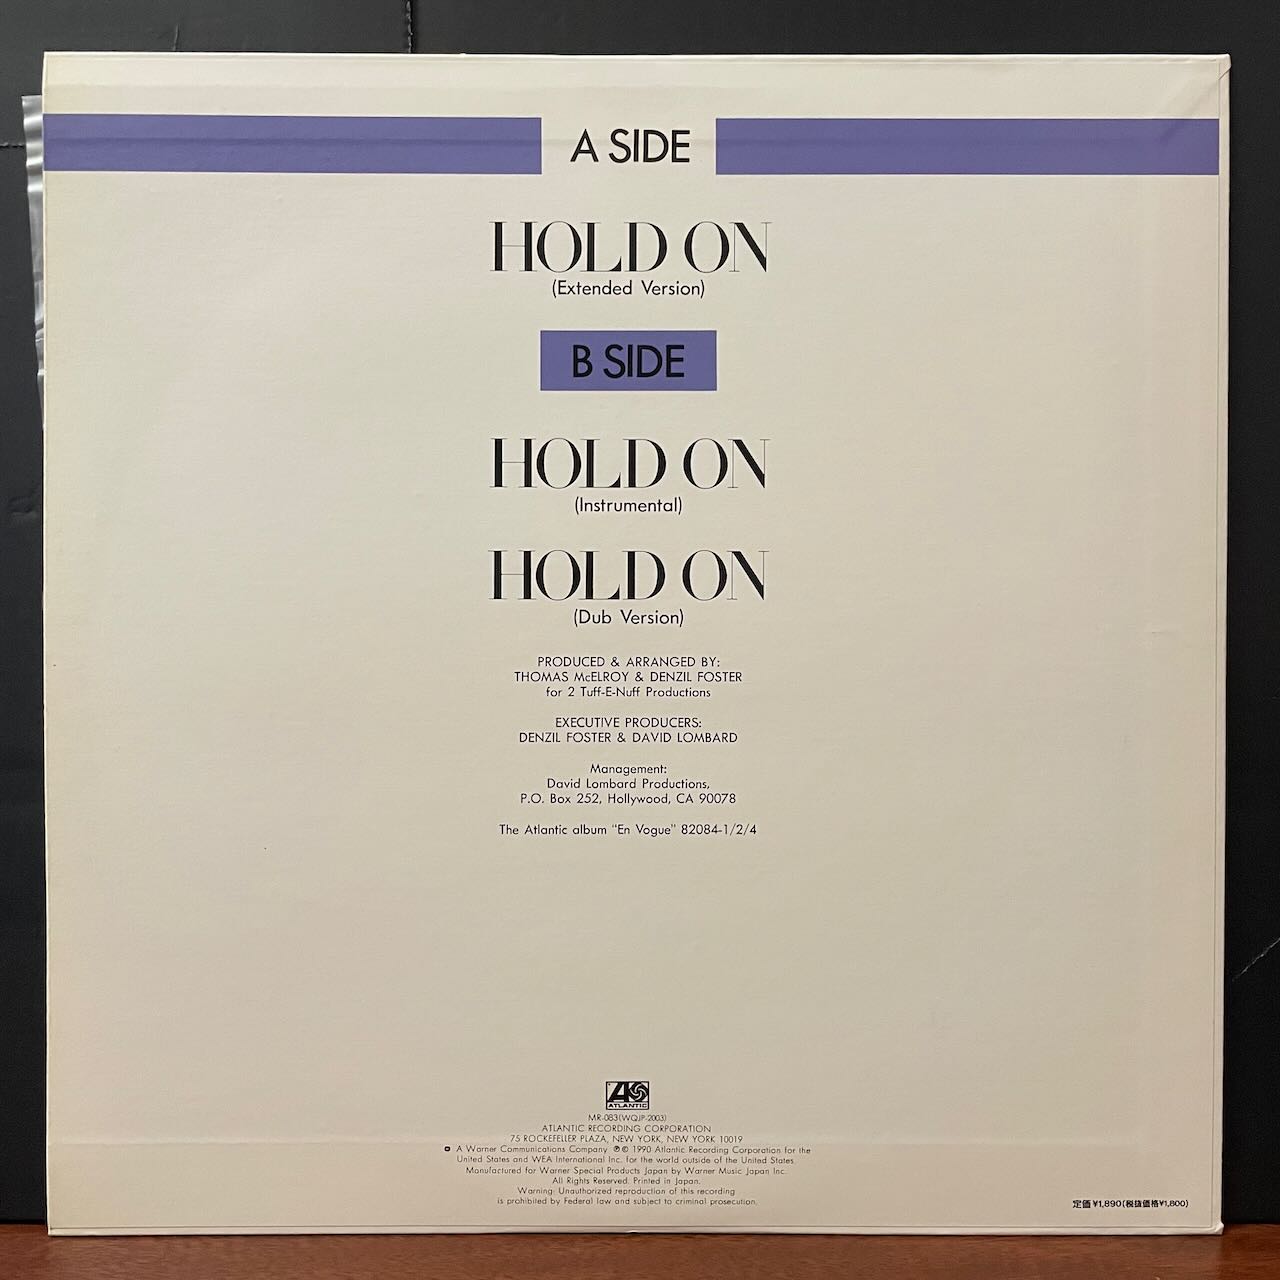 A SIDE
HOLD ON
(Extended Version)
B SIDE
HOLD ON
(Instrumental)
HOLD ON
(Dub Version)
PRODUCED & ARRANGED BY:
THOMAS McELROY & DENZIL FOSTER
for 2 Tuff-E-Nuff Productions
EXECUTIVE PRODUCERS:
DENZIL FOSTER & DAVID LOMBARD
Management:
David Lombard Productions,
P.O. Box 252, Hollywood, CA 90078
The Atlantic album "En Vogue" 82084-1/2/4
ATLANTIC
MR-083(WQJP-2003)
ATLANTIC RECORDING CORPORATION
75 ROCKEFELLER PLAZA, NEW YORK, NEW YORK 10019
A Warner Communications Company ℗© 1990 Atlantic Recording Corporation for the
United States and WEA International Inc. for the world outside of the United States.
Manufactured for Warner Special Products Japan by Warner Music Japan Inc.
All Rights Reserved. Printed in Japan.
Warning: Unauthorized reproduction of this recording
is prohibited by Federal law and subject to criminal prosecution.
定価¥1,890(税抜価格¥1,800)